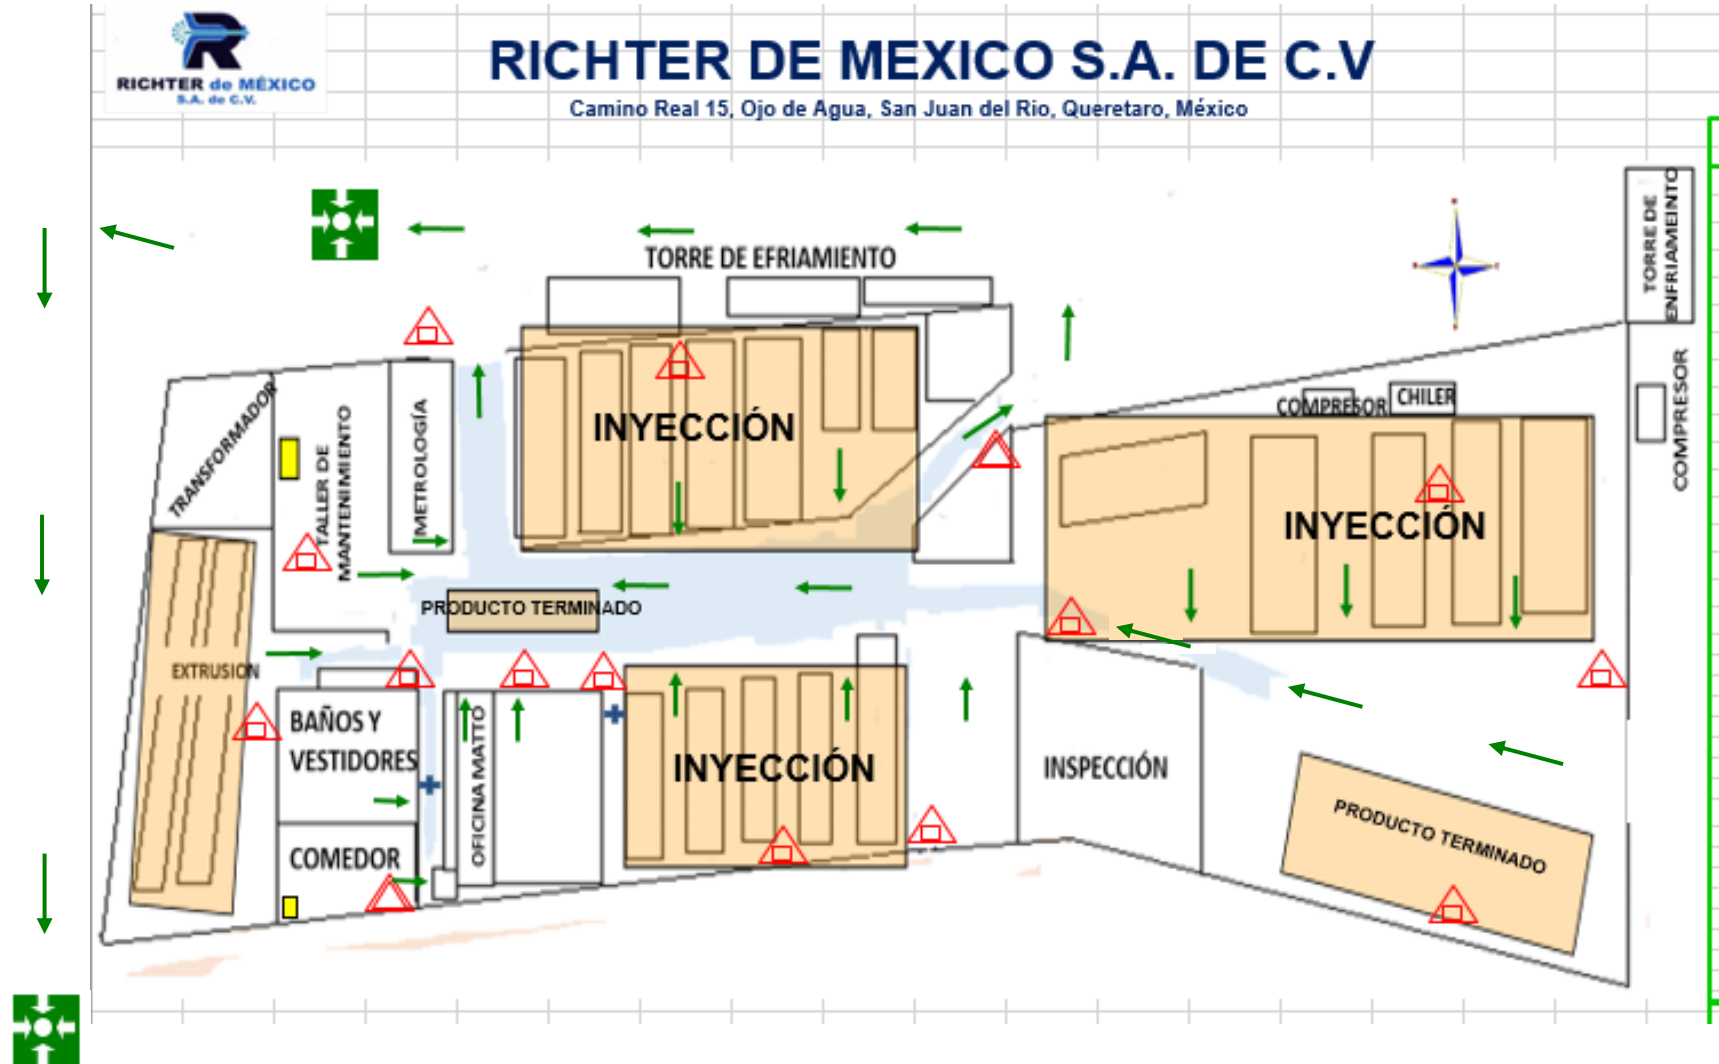 RICHTER de MÉXICO
S.A. de C.V.
RICHTER DE MEXICO S.A. DE C.V
Camino Real 15, Ojo de Agua, San Juan del Rio, Queretaro, México
TORRE DE EFRIAMIENTO
TORRE DE
ENFRIAMEINTO
COMPRESOR
COMPRESOR
CHILER
TRANSFORMADOR
TALLER DE
MANTENIMIENTO
METROLOGÍA
INYECCIÓN
INYECCIÓN
PRODUCTO TERMINADO
EXTRUSION
BAÑOS Y
VESTIDORES
OFICINA MATTO
INYECCIÓN
INSPECCIÓN
COMEDOR
PRODUCTO TERMINADO